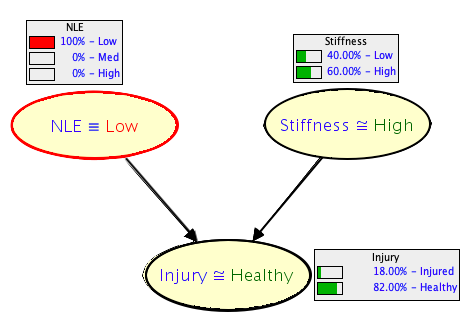 NLE
100% - Low
0% - Med
0% - High
Stiffness
40.00% - Low
60.00% - High
NLE ≡ Low
Stiffness ≅ High
Injury ≅ Healthy
Injury
18.00% - Injured
82.00% - Healthy